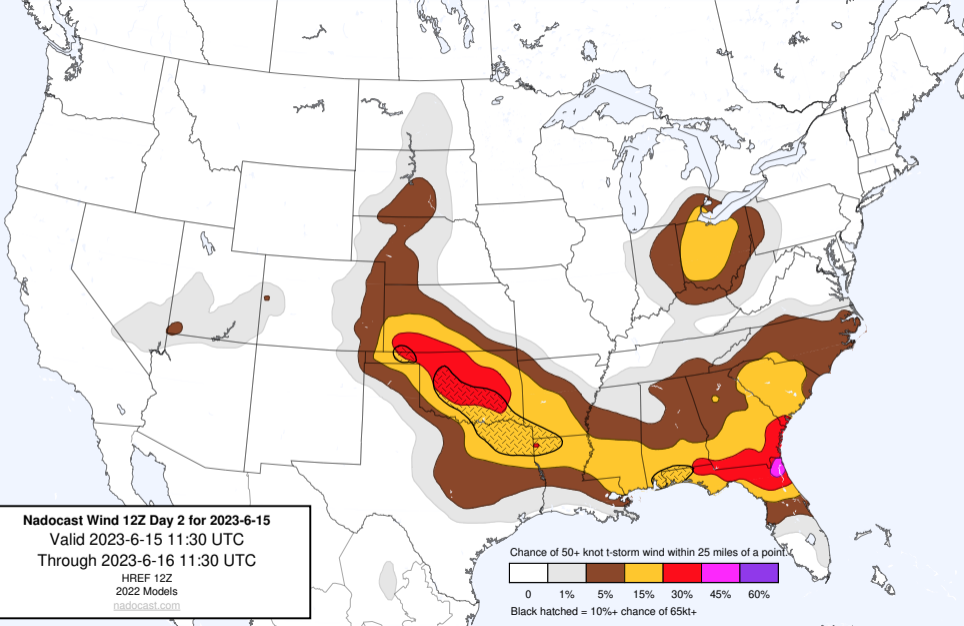 Nadocast Wind 12Z Day 2 for 2023-6-15
Valid 2023-6-15 11:30 UTC
Through 2023-6-16 11:30 UTC
HREF 12Z
2022 Models
nadocast.com
Chance of 50+ knot t-storm wind within 25 miles of a point.
0 1% 5% 15% 30% 45% 60%
Black hatched = 10%+ chance of 65kt+